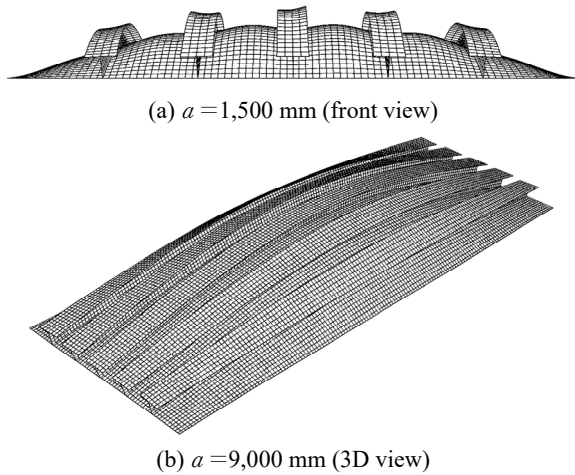 (a) a =1,500 mm (front view)
(b) a =9,000 mm (3D view)